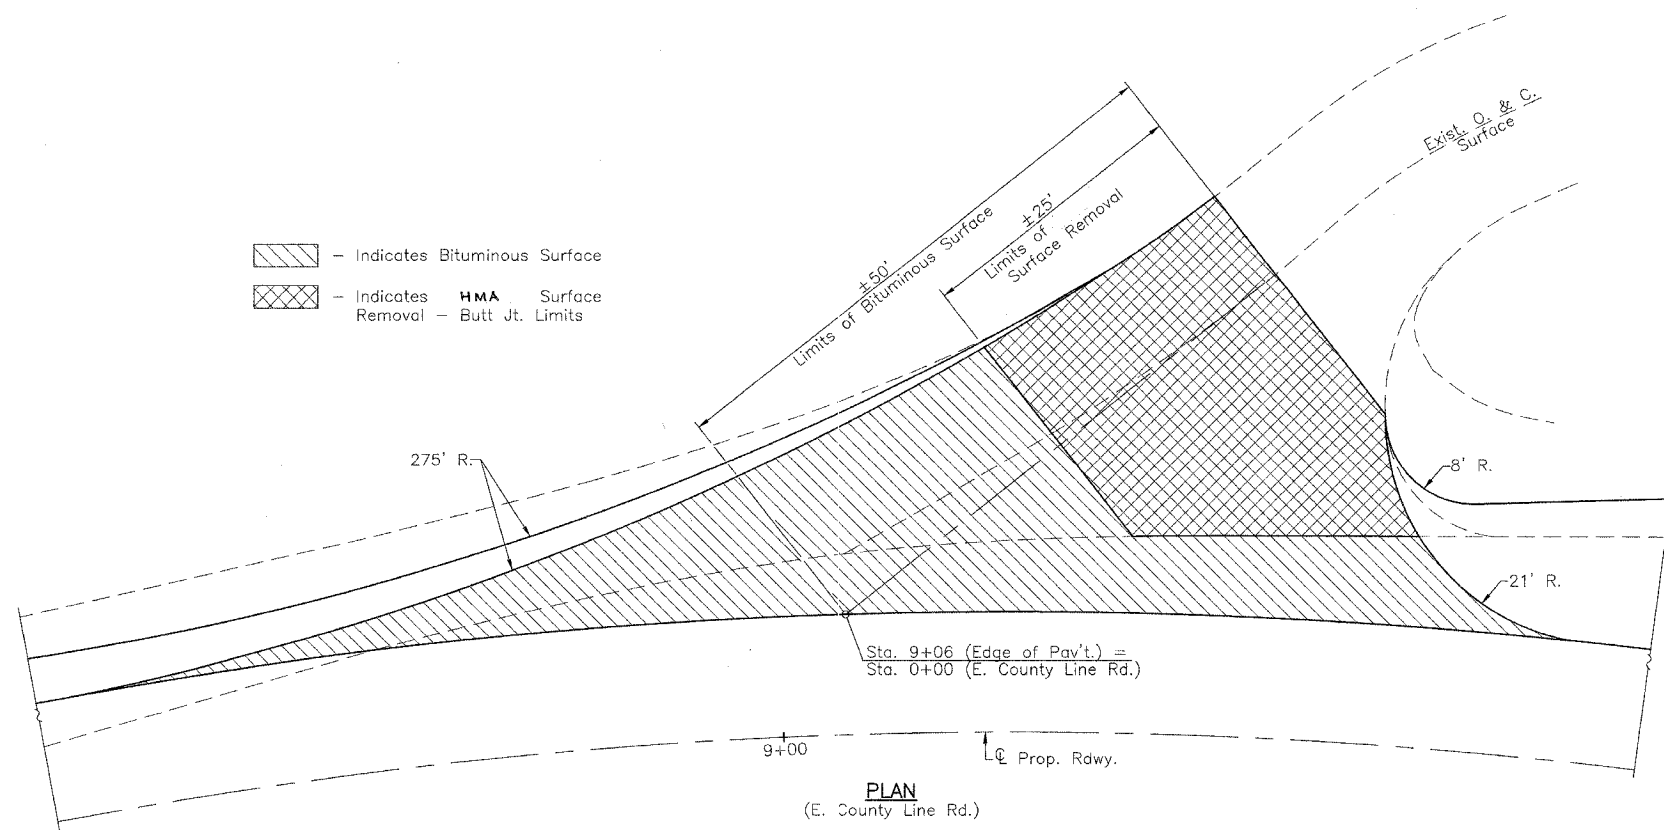 Exist. O. & C.
Surface
±50'
Limits of Bituminous Surface
±25'
Limits of
Surface Removal
- Indicates Bituminous Surface
- Indicates HMA Surface
Removal - Butt Jt. Limits
275' R.
8' R.
21' R.
Sta. 9+06 (Edge of Pav't.) =
Sta. 0+00 (E. County Line Rd.)
9+00
℄ Prop. Rdwy.
PLAN
(E. County Line Rd.)